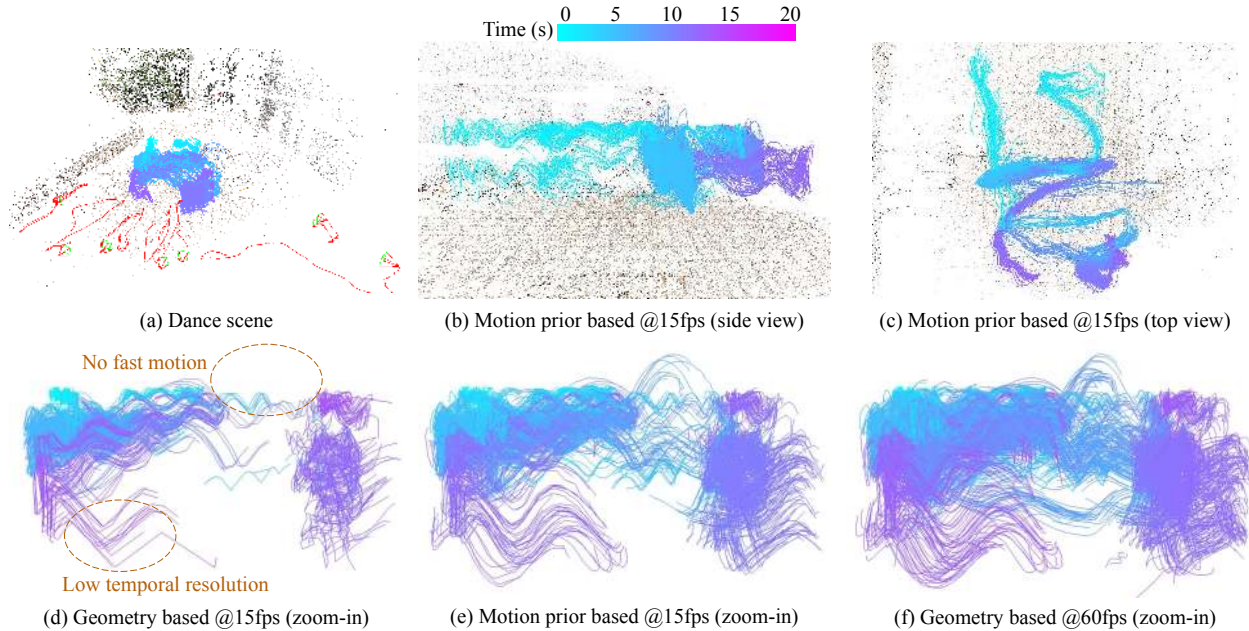 Time (s) 0 5 10 15 20
(a) Dance scene
(b) Motion prior based @15fps (side view)
(c) Motion prior based @15fps (top view)
No fast motion
Low temporal resolution
(d) Geometry based @15fps (zoom-in)
(e) Motion prior based @15fps (zoom-in)
(f) Geometry based @60fps (zoom-in)